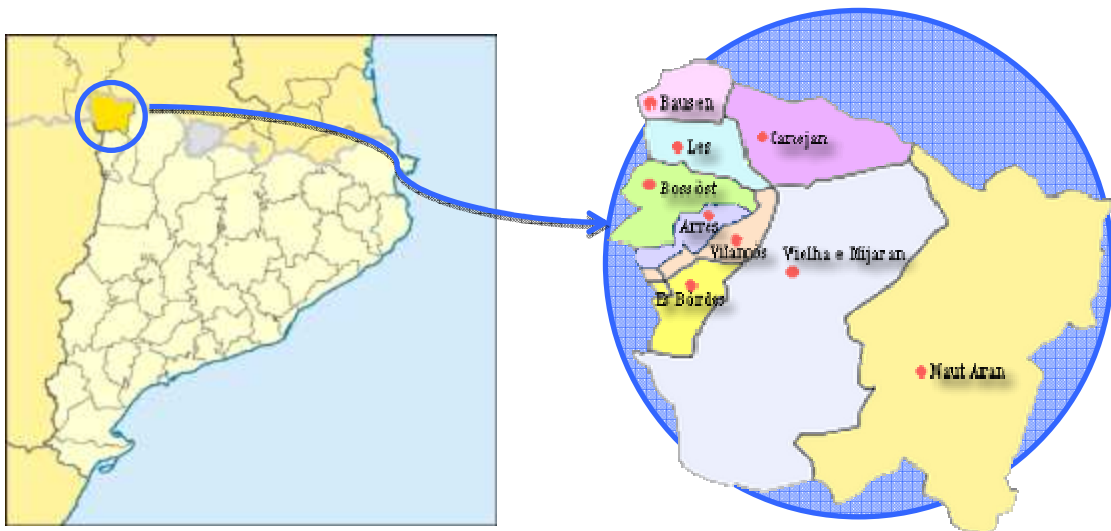 Bausen
Canejan
Les
Bossòst
Arres
Vilamòs
Vielha e Mijaran
Es Bòrdes
Naut Aran